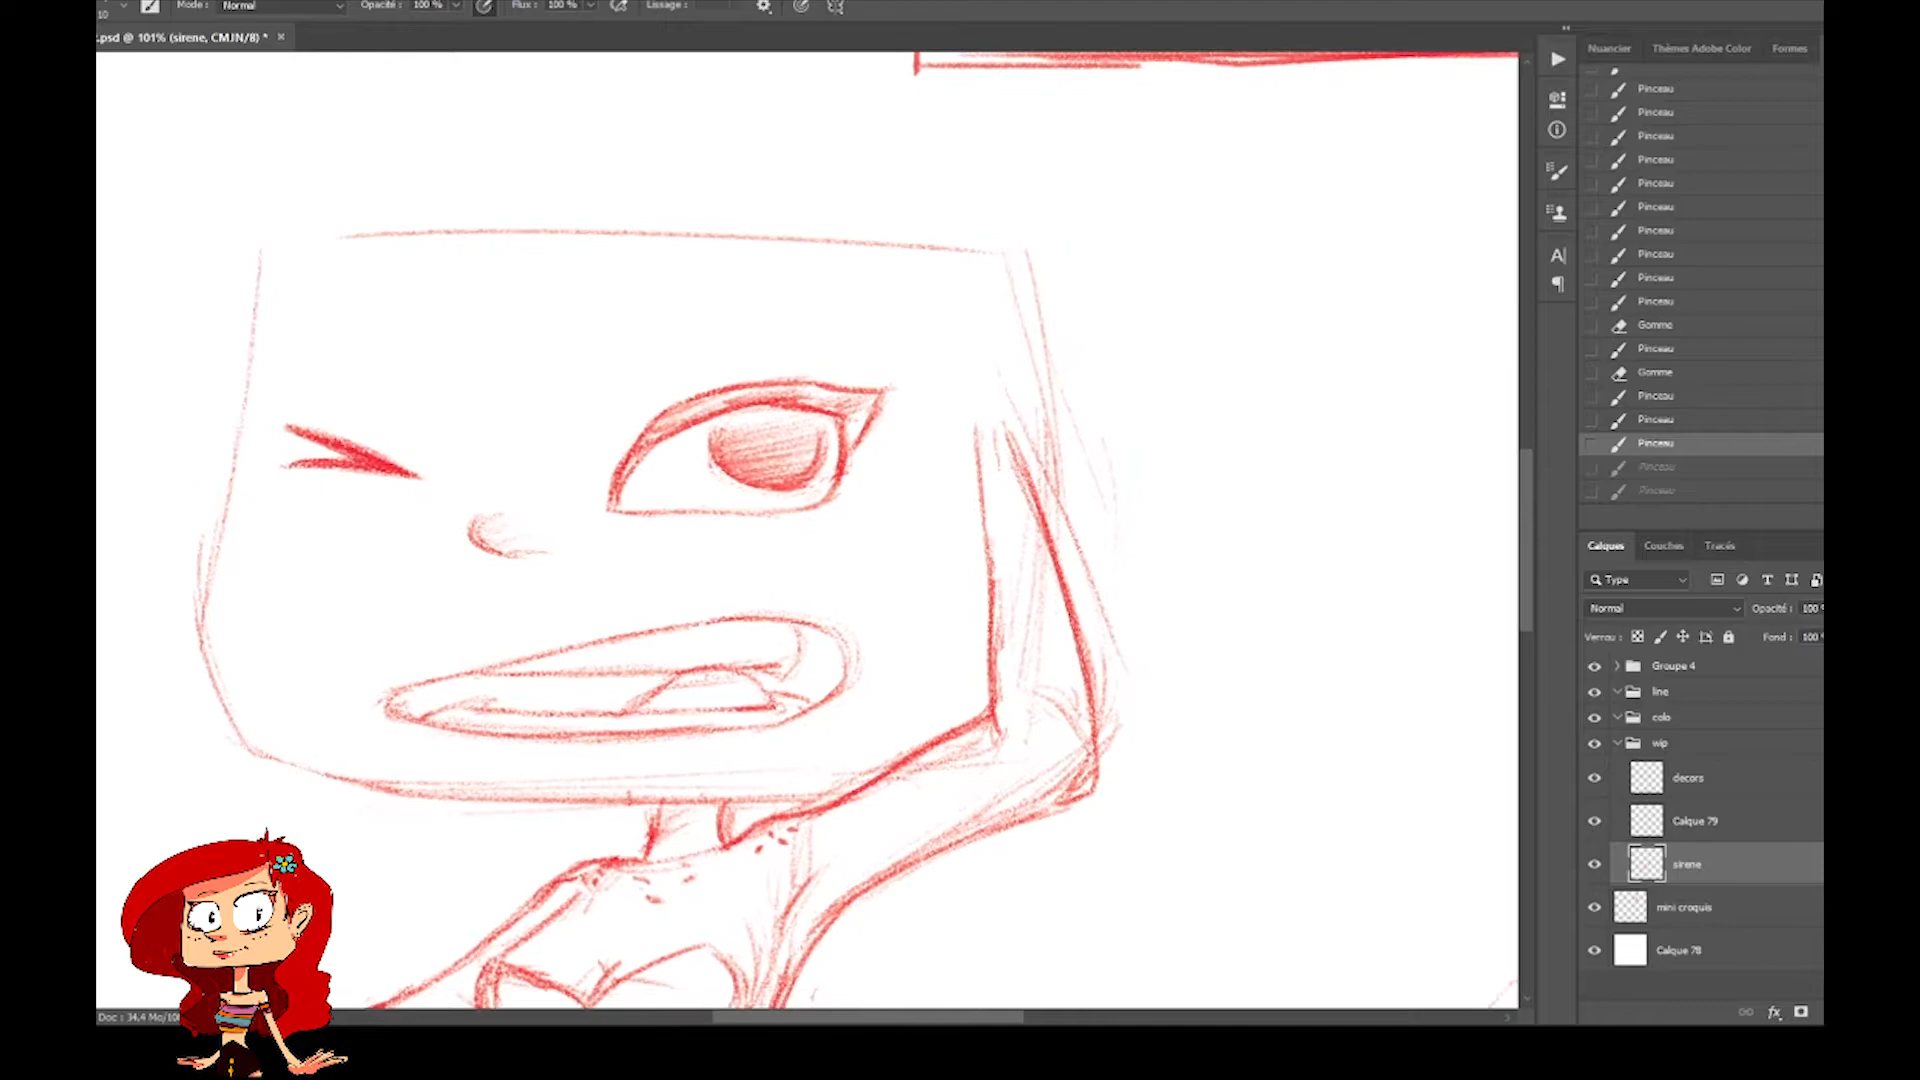 10
Mode :
Normal
Opacité :
100 %
Flux :
100 %
Lissage :
.psd @ 101% (sirene, CMJN/8) *
Nuancier
Thèmes Adobe Color
Formes
Pinceau
Pinceau
Pinceau
Pinceau
Pinceau
Pinceau
Pinceau
Pinceau
Pinceau
Pinceau
Gomme
Pinceau
Gomme
Pinceau
Pinceau
Pinceau
Pinceau
Pinceau
Calques
Couches
Tracés
Type
Normal
Opacité :
100
Verrou :
Fond :
100
Groupe 4
line
colo
wip
decors
Calque 79
sirene
mini croquis
Calque 78
fx
Doc : 34,4 Mo/10